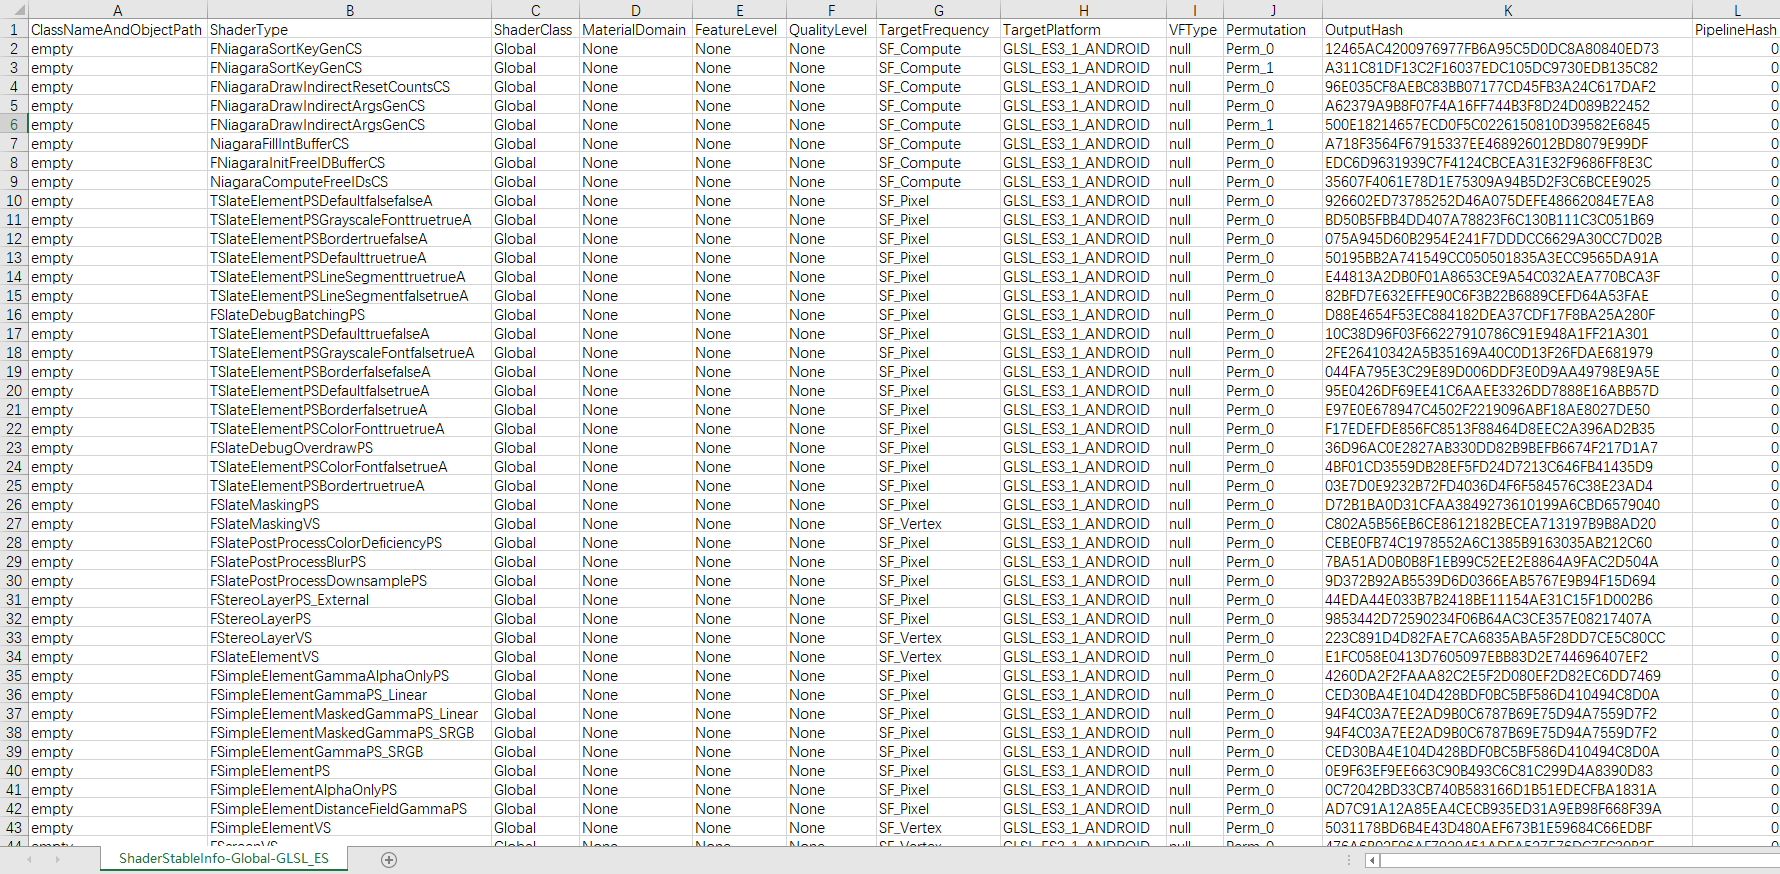 A B C D E F G H I J K L
1 ClassNameAndObjectPath ShaderType ShaderClass MaterialDomain FeatureLevel QualityLevel TargetFrequency TargetPlatform VFType Permutation OutputHash PipelineHash
2 empty FNiagaraSortKeyGenCS Global None None None SF_Compute GLSL_ES3_1_ANDROID null Perm_0 12465AC4200976977FB6A95C5D0DC8A80840ED73 0
3 empty FNiagaraSortKeyGenCS Global None None None SF_Compute GLSL_ES3_1_ANDROID null Perm_1 A311C81DF13C2F16037EDC105DC9730EDB135C82 0
4 empty FNiagaraDrawIndirectResetCountsCS Global None None None SF_Compute GLSL_ES3_1_ANDROID null Perm_0 96E035CF8AEBC83BB07177CD45FB3A24C617DAF2 0
5 empty FNiagaraDrawIndirectArgsGenCS Global None None None SF_Compute GLSL_ES3_1_ANDROID null Perm_0 A62379A9B8F07F4A16FF744B3F8D24D089B22452 0
6 empty FNiagaraDrawIndirectArgsGenCS Global None None None SF_Compute GLSL_ES3_1_ANDROID null Perm_1 500E18214657ECD0F5C0226150810D39582E6845 0
7 empty NiagaraFillIntBufferCS Global None None None SF_Compute GLSL_ES3_1_ANDROID null Perm_0 A718F3564F67915337EE468926012BD8079E99DF 0
8 empty FNiagaraInitFreeIDBufferCS Global None None None SF_Compute GLSL_ES3_1_ANDROID null Perm_0 EDC6D9631939C7F4124CBCEA31E32F9686FF8E3C 0
9 empty NiagaraComputeFreeIDsCS Global None None None SF_Compute GLSL_ES3_1_ANDROID null Perm_0 35607F4061E78D1E75309A94B5D2F3C6BCEE9025 0
10 empty TSlateElementPSDefaultfalsefalseA Global None None None SF_Pixel GLSL_ES3_1_ANDROID null Perm_0 926602ED73785252D46A075DEFE48662084E7EA8 0
11 empty TSlateElementPSGrayscaleFonttruetrueA Global None None None SF_Pixel GLSL_ES3_1_ANDROID null Perm_0 BD50B5FBB4DD407A78823F6C130B111C3C051B69 0
12 empty TSlateElementPSBordertruefalseA Global None None None SF_Pixel GLSL_ES3_1_ANDROID null Perm_0 075A945D60B2954E241F7DDDCC6629A30CC7D02B 0
13 empty TSlateElementPSDefaulttruetrueA Global None None None SF_Pixel GLSL_ES3_1_ANDROID null Perm_0 50195BB2A741549CC050501835A3ECC9565DA91A 0
14 empty TSlateElementPSLineSegmenttruetrueA Global None None None SF_Pixel GLSL_ES3_1_ANDROID null Perm_0 E44813A2DB0F01A8653CE9A54C032AEA770BCA3F 0
15 empty TSlateElementPSLineSegmentfalsetrueA Global None None None SF_Pixel GLSL_ES3_1_ANDROID null Perm_0 82BFD7E632EFFE90C6F3B22B6889CEFD64A53FAE 0
16 empty FSlateDebugBatchingPS Global None None None SF_Pixel GLSL_ES3_1_ANDROID null Perm_0 D88E4654F53EC884182DEA37CDF17F8BA25A280F 0
17 empty TSlateElementPSDefaulttruefalseA Global None None None SF_Pixel GLSL_ES3_1_ANDROID null Perm_0 10C38D96F03F66227910786C91E948A1FF21A301 0
18 empty TSlateElementPSGrayscaleFontfalsetrueA Global None None None SF_Pixel GLSL_ES3_1_ANDROID null Perm_0 2FE26410342A5B35169A40C0D13F26FDAE681979 0
19 empty TSlateElementPSBorderfalsefalseA Global None None None SF_Pixel GLSL_ES3_1_ANDROID null Perm_0 044FA795E3C29E89D006DDF3E0D9AA49798E9A5E 0
20 empty TSlateElementPSDefaultfalsetrueA Global None None None SF_Pixel GLSL_ES3_1_ANDROID null Perm_0 95E0426DF69EE41C6AAEE3326DD7888E16ABB57D 0
21 empty TSlateElementPSBorderfalsetrueA Global None None None SF_Pixel GLSL_ES3_1_ANDROID null Perm_0 E97E0E678947C4502F2219096ABF18AE8027DE50 0
22 empty TSlateElementPSColorFonttruetrueA Global None None None SF_Pixel GLSL_ES3_1_ANDROID null Perm_0 F17EDEFDE856FC8513F88464D8EEC2A396AD2B35 0
23 empty FSlateDebugOverdrawPS Global None None None SF_Pixel GLSL_ES3_1_ANDROID null Perm_0 36D96AC0E2827AB330DD82B9BEFB6674F217D1A7 0
24 empty TSlateElementPSColorFontfalsetrueA Global None None None SF_Pixel GLSL_ES3_1_ANDROID null Perm_0 4BF01CD3559DB28EF5FD24D7213C646FB41435D9 0
25 empty TSlateElementPSBordertruetrueA Global None None None SF_Pixel GLSL_ES3_1_ANDROID null Perm_0 03E7D0E9232B72FD4036D4F6F584576C38E23AD4 0
26 empty FSlateMaskingPS Global None None None SF_Pixel GLSL_ES3_1_ANDROID null Perm_0 D72B1BA0D31CFAA3849273610199A6CBD6579040 0
27 empty FSlateMaskingVS Global None None None SF_Vertex GLSL_ES3_1_ANDROID null Perm_0 C802A5B56EB6CE8612182BECEA713197B9B8AD20 0
28 empty FSlatePostProcessColorDeficiencyPS Global None None None SF_Pixel GLSL_ES3_1_ANDROID null Perm_0 CEBE0FB74C1978552A6C1385B9163035AB212C60 0
29 empty FSlatePostProcessBlurPS Global None None None SF_Pixel GLSL_ES3_1_ANDROID null Perm_0 7BA51AD0B0B8F1EB99C52EE2E8864A9FAC2D504A 0
30 empty FSlatePostProcessDownsamplePS Global None None None SF_Pixel GLSL_ES3_1_ANDROID null Perm_0 9D372B92AB5539D6D0366EAB5767E9B94F15D694 0
31 empty FStereoLayerPS_External Global None None None SF_Pixel GLSL_ES3_1_ANDROID null Perm_0 44EDA44E033B7B2418BE11154AE31C15F1D002B6 0
32 empty FStereoLayerPS Global None None None SF_Pixel GLSL_ES3_1_ANDROID null Perm_0 9853442D72590234F06B64AC3CE357E08217407A 0
33 empty FStereoLayerVS Global None None None SF_Vertex GLSL_ES3_1_ANDROID null Perm_0 223C891D4D82FAE7CA6835ABA5F28DD7CE5C80CC 0
34 empty FSlateElementVS Global None None None SF_Vertex GLSL_ES3_1_ANDROID null Perm_0 E1FC058E0413D7605097EBB83D2E744696407EF2 0
35 empty FSimpleElementGammaAlphaOnlyPS Global None None None SF_Pixel GLSL_ES3_1_ANDROID null Perm_0 4260DA2F2FAAA82C2E5F2D080EF2D82EC6DD7469 0
36 empty FSimpleElementGammaPS_Linear Global None None None SF_Pixel GLSL_ES3_1_ANDROID null Perm_0 CED30BA4E104D428BDF0BC5BF586D410494C8D0A 0
37 empty FSimpleElementMaskedGammaPS_Linear Global None None None SF_Pixel GLSL_ES3_1_ANDROID null Perm_0 94F4C03A7EE2AD9B0C6787B69E75D94A7559D7F2 0
38 empty FSimpleElementMaskedGammaPS_SRGB Global None None None SF_Pixel GLSL_ES3_1_ANDROID null Perm_0 94F4C03A7EE2AD9B0C6787B69E75D94A7559D7F2 0
39 empty FSimpleElementGammaPS_SRGB Global None None None SF_Pixel GLSL_ES3_1_ANDROID null Perm_0 CED30BA4E104D428BDF0BC5BF586D410494C8D0A 0
40 empty FSimpleElementPS Global None None None SF_Pixel GLSL_ES3_1_ANDROID null Perm_0 0E9F63EF9EE663C90B493C6C81C299D4A8390D83 0
41 empty FSimpleElementAlphaOnlyPS Global None None None SF_Pixel GLSL_ES3_1_ANDROID null Perm_0 0C72042BD33CB740B583166D1B51EDECFBA1831A 0
42 empty FSimpleElementDistanceFieldGammaPS Global None None None SF_Pixel GLSL_ES3_1_ANDROID null Perm_0 AD7C91A12A85EA4CECB935ED31A9EB98F668F39A 0
43 empty FSimpleElementVS Global None None None SF_Vertex GLSL_ES3_1_ANDROID null Perm_0 5031178BD6B4E43D480AEF673B1E59684C66EDBF 0
ShaderStableInfo-Global-GLSL_ES